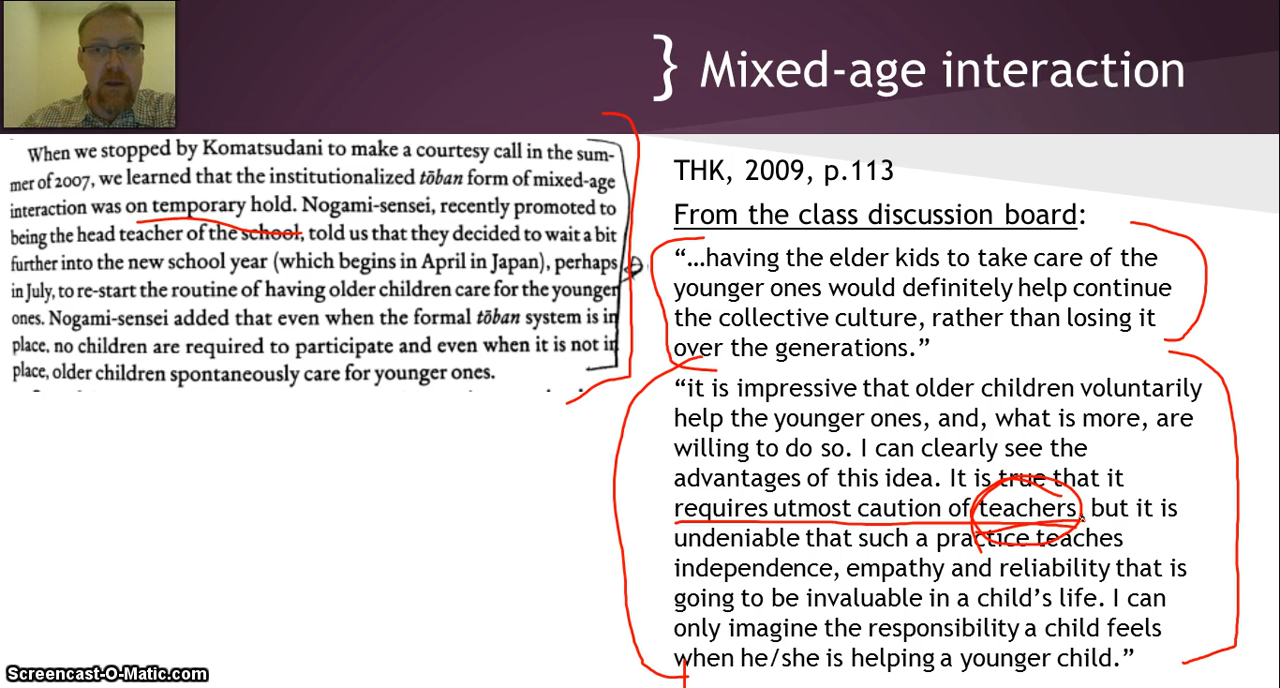 } Mixed-age interaction
When we stopped by Komatsudani to make a courtesy call in the sum-
mer of 2007, we learned that the institutionalized tōban form of mixed-age
interaction was on temporary hold. Nogami-sensei, recently promoted to
being the head teacher of the school, told us that they decided to wait a bit
further into the new school year (which begins in April in Japan), perhaps
in July, to re-start the routine of having older children care for the younger
ones. Nogami-sensei added that even when the formal tōban system is in
place, no children are required to participate and even when it is not in
place, older children spontaneously care for younger ones.
THK, 2009, p.113
From the class discussion board:
“…having the elder kids to take care of the
younger ones would definitely help continue
the collective culture, rather than losing it
over the generations.”
“it is impressive that older children voluntarily
help the younger ones, and, what is more, are
willing to do so. I can clearly see the
advantages of this idea. It is true that it
requires utmost caution of teachers, but it is
undeniable that such a practice teaches
independence, empathy and reliability that is
going to be invaluable in a child’s life. I can
only imagine the responsibility a child feels
when he/she is helping a younger child.”
Screencast-O-Matic.com